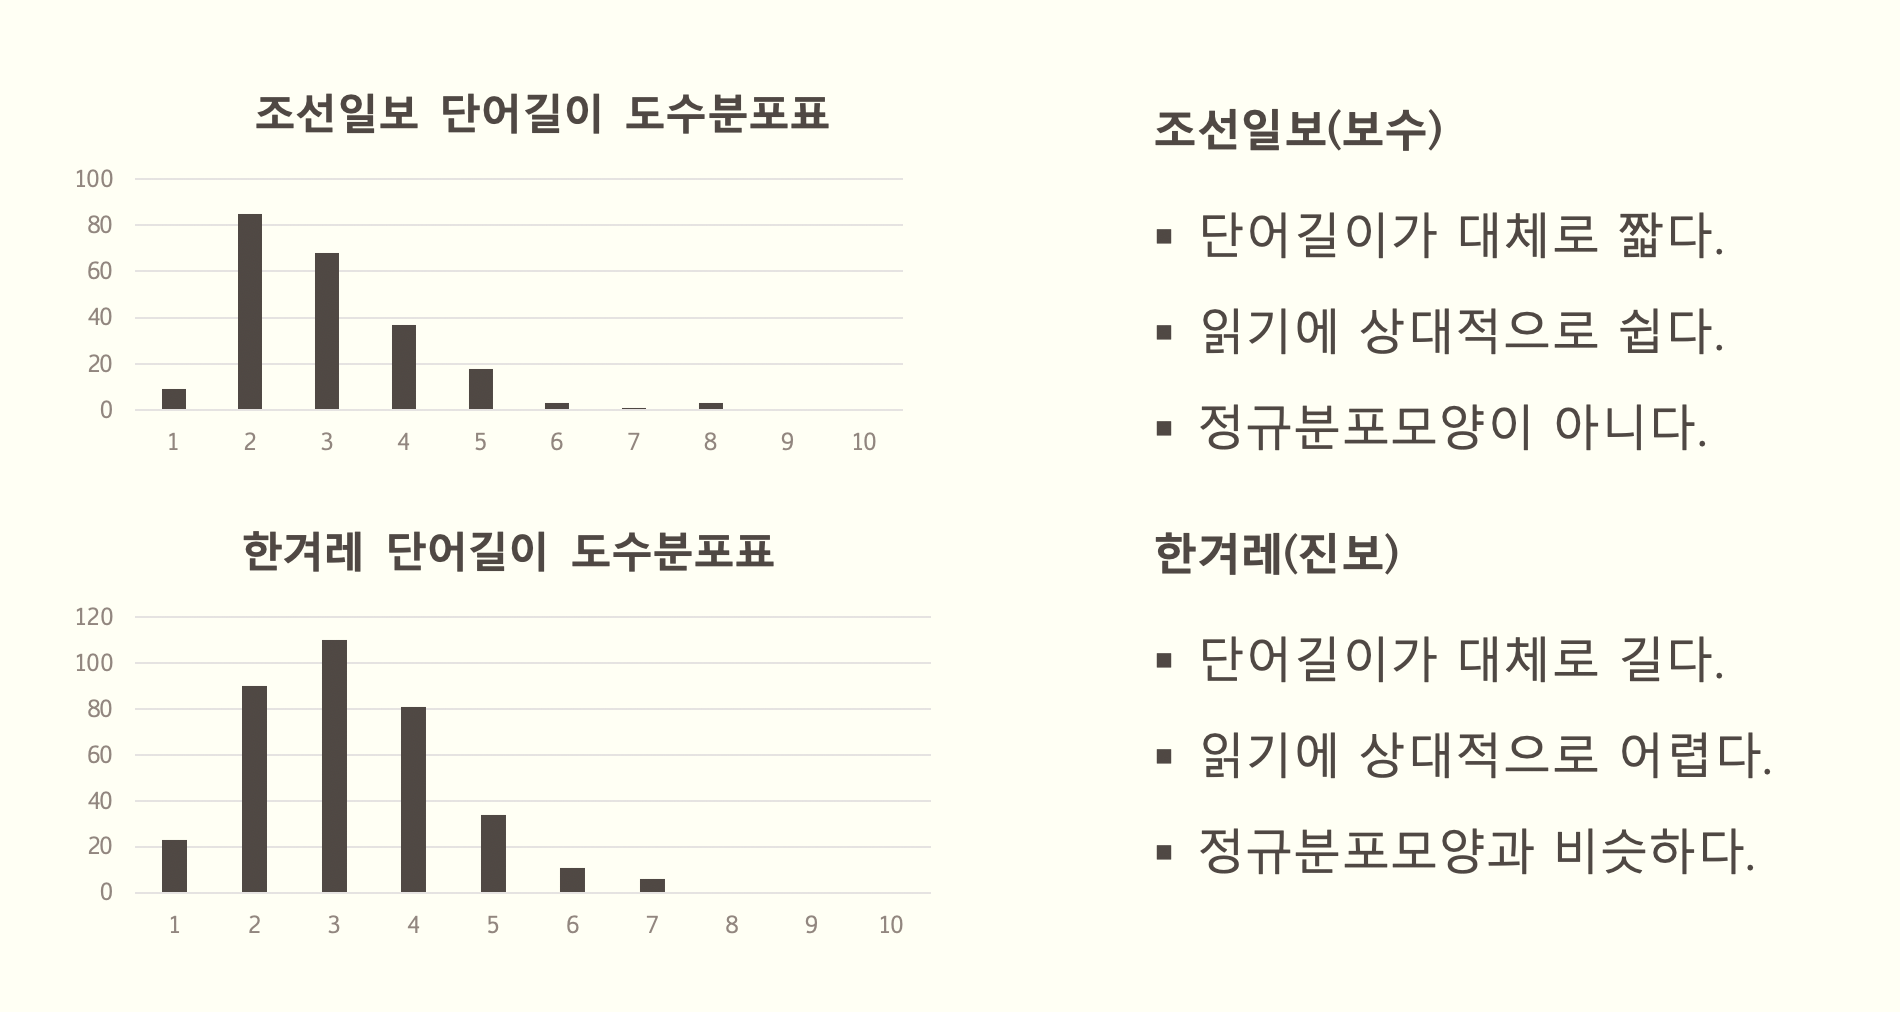 조선일보 단어길이 도수분포표
100
80
60
40
20
0
1 2 3 4 5 6 7 8 9 10
한겨레 단어길이 도수분포표
120
100
80
60
40
20
0
1 2 3 4 5 6 7 8 9 10
조선일보(보수)
▪ 단어길이가 대체로 짧다.
▪ 읽기에 상대적으로 쉽다.
▪ 정규분포모양이 아니다.
한겨레(진보)
▪ 단어길이가 대체로 길다.
▪ 읽기에 상대적으로 어렵다.
▪ 정규분포모양과 비슷하다.